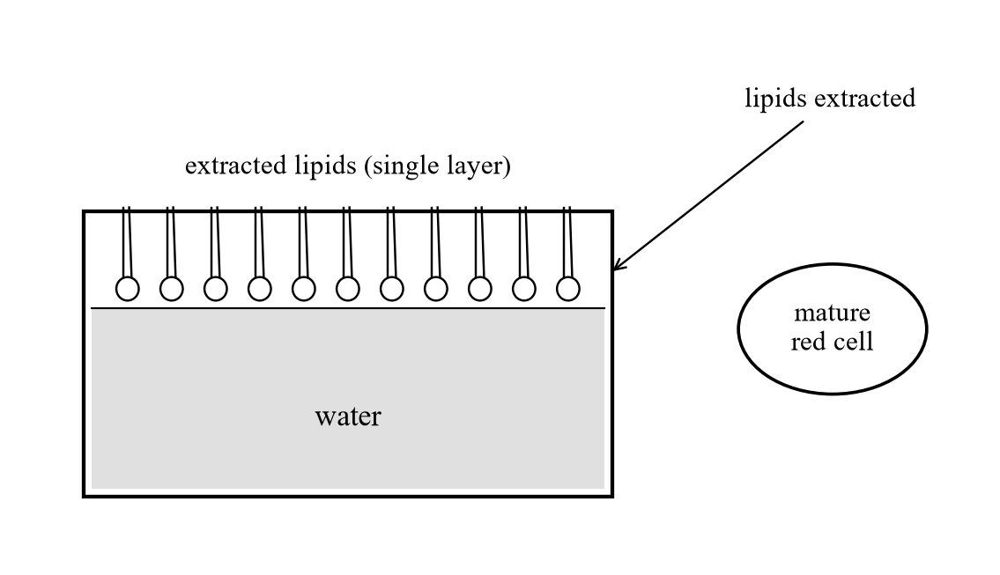 lipids extracted
extracted lipids (single layer)
mature
red cell
water